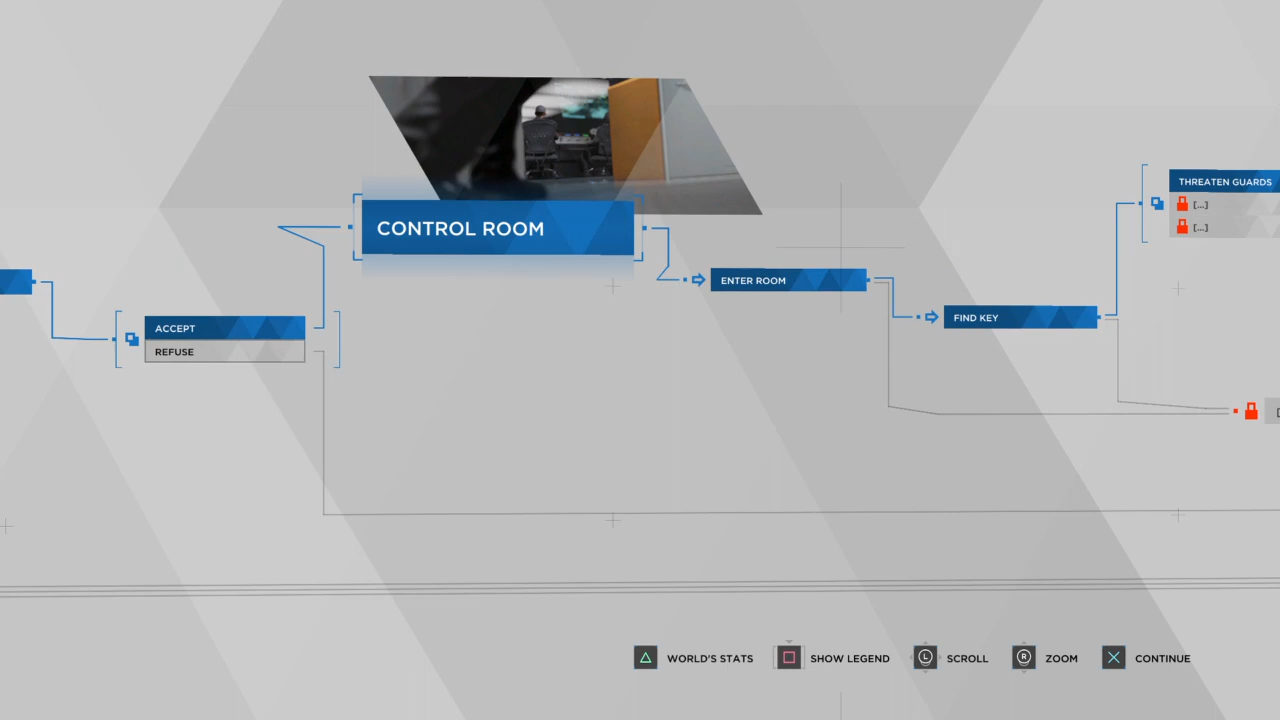 THREATEN GUARDS
[...]
[...]
CONTROL ROOM
ENTER ROOM
FIND KEY
ACCEPT
REFUSE
L
R
WORLD'S STATS
SHOW LEGEND
SCROLL
ZOOM
CONTINUE